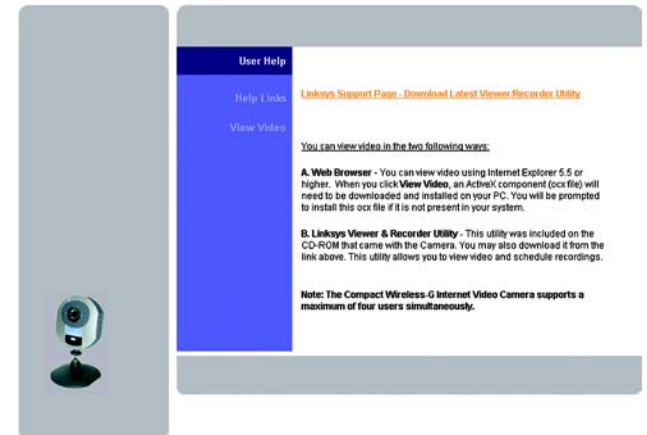 User Help
Help Links
View Video
Linksys Support Page - Download Latest Viewer Recorder Utility
You can view video in the two following ways:
A. Web Browser - You can view video using Internet Explorer 5.5 or
higher. When you click View Video, an ActiveX component (ocx file) will
need to be downloaded and installed on your PC. You will be prompted
to install this ocx file if it is not present in your system.
B. Linksys Viewer & Recorder Utility - This utility was included on the
CD-ROM that came with the Camera. You may also download it from the
link above. This utility allows you to view video and schedule recordings.
Note: The Compact Wireless-G Internet Video Camera supports a
maximum of four users simultaneously.